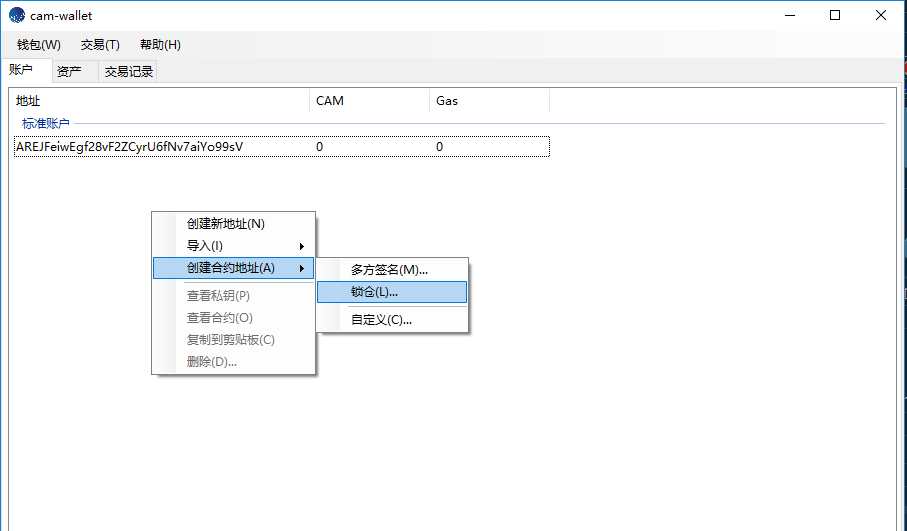 cam-wallet
钱包(W) 交易(T) 帮助(H)
账户 资产 交易记录
地址 CAM Gas
标准账户
AREJFeiwEgf28vF2ZCyrU6fNv7aiYo99sV 0 0
创建新地址(N)
导入(I)
创建合约地址(A)
查看私钥(P)
查看合约(O)
复制到剪贴板(C)
删除(D)...
多方签名(M)...
锁仓(L)...
自定义(C)...